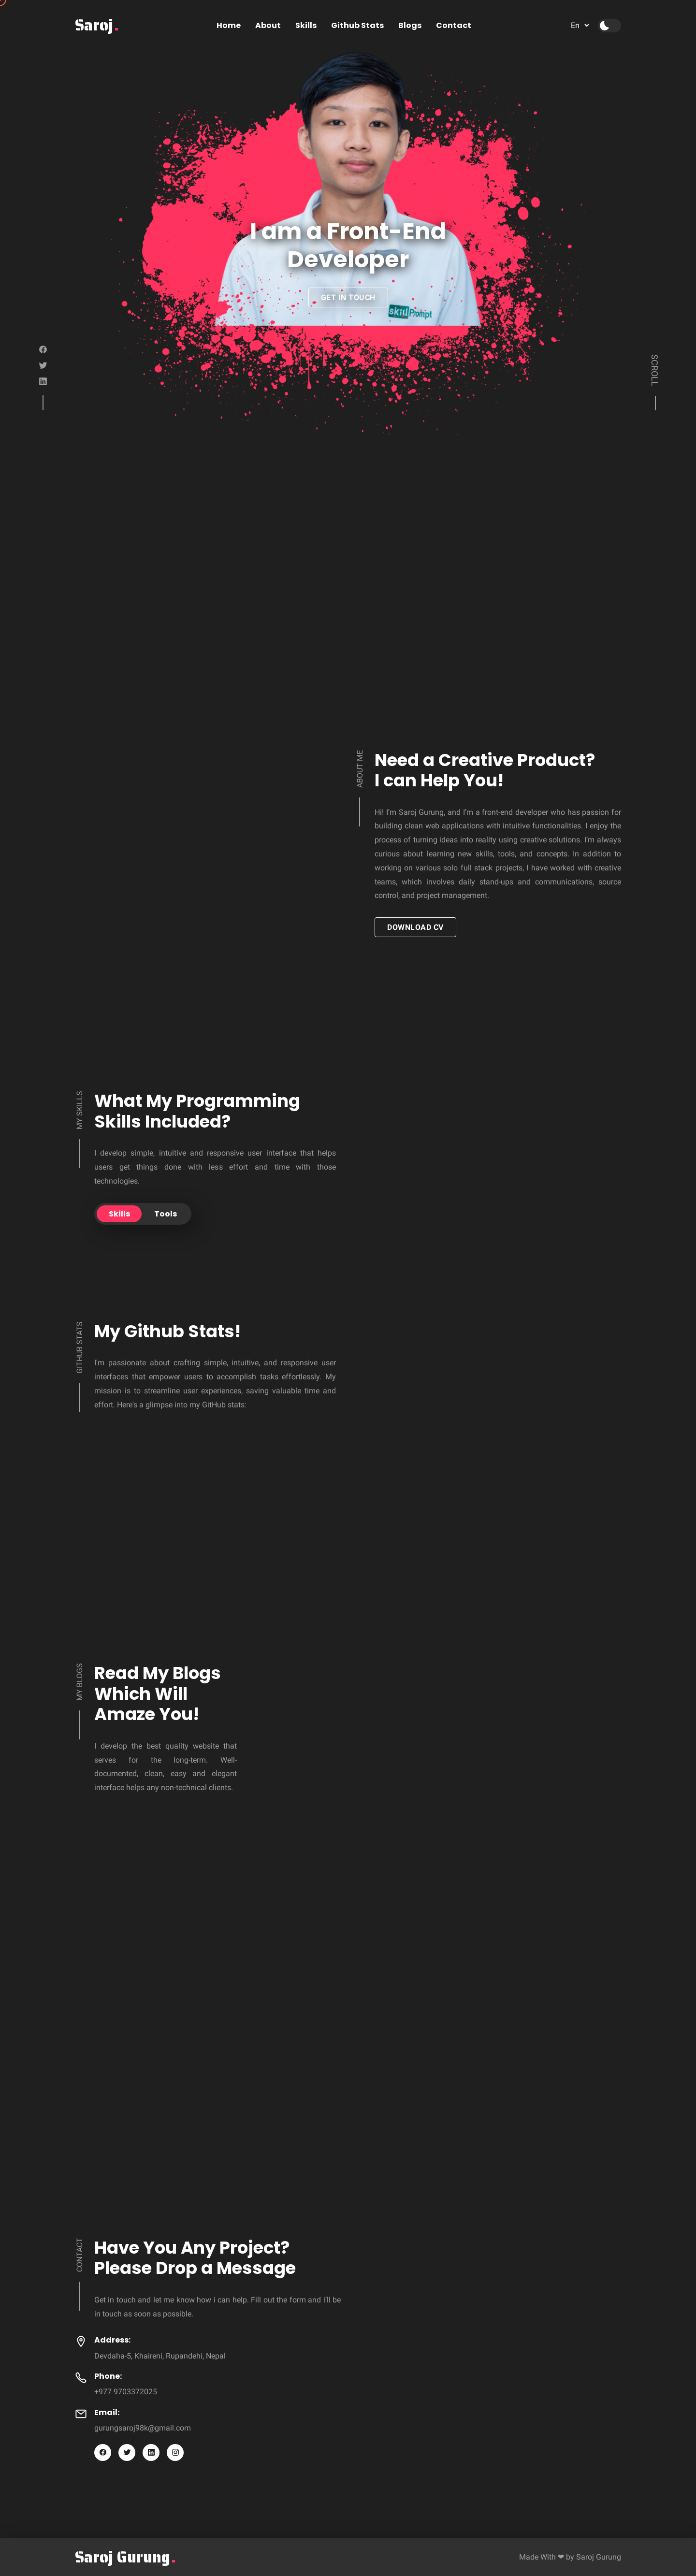 Saroj.
Home About Skills Github Stats Blogs Contact
En
I am a Front-End
Developer
GET IN TOUCH
skillPrompt
SCROLL
ABOUT ME
Need a Creative Product?
I can Help You!
Hi! I'm Saroj Gurung, and I'm a front-end developer who has passion for
building clean web applications with intuitive functionalities. I enjoy the
process of turning ideas into reality using creative solutions. I'm always
curious about learning new skills, tools, and concepts. In addition to
working on various solo full stack projects, I have worked with creative
teams, which involves daily stand-ups and communications, source
control, and project management.
DOWNLOAD CV
MY SKILLS
What My Programming
Skills Included?
I develop simple, intuitive and responsive user interface that helps
users get things done with less effort and time with those
technologies.
Skills Tools
GITHUB STATS
My Github Stats!
I'm passionate about crafting simple, intuitive, and responsive user
interfaces that empower users to accomplish tasks effortlessly. My
mission is to streamline user experiences, saving valuable time and
effort. Here's a glimpse into my GitHub stats:
MY BLOGS
Read My Blogs
Which Will
Amaze You!
I develop the best quality website that
serves for the long-term. Well-
documented, clean, easy and elegant
interface helps any non-technical clients.
CONTACT
Have You Any Project?
Please Drop a Message
Get in touch and let me know how i can help. Fill out the form and i'll be
in touch as soon as possible.
Address:
Devdaha-5, Khaireni, Rupandehi, Nepal
Phone:
+977 9703372025
Email:
gurungsaroj98k@gmail.com
Saroj Gurung.
Made With ❤ by Saroj Gurung